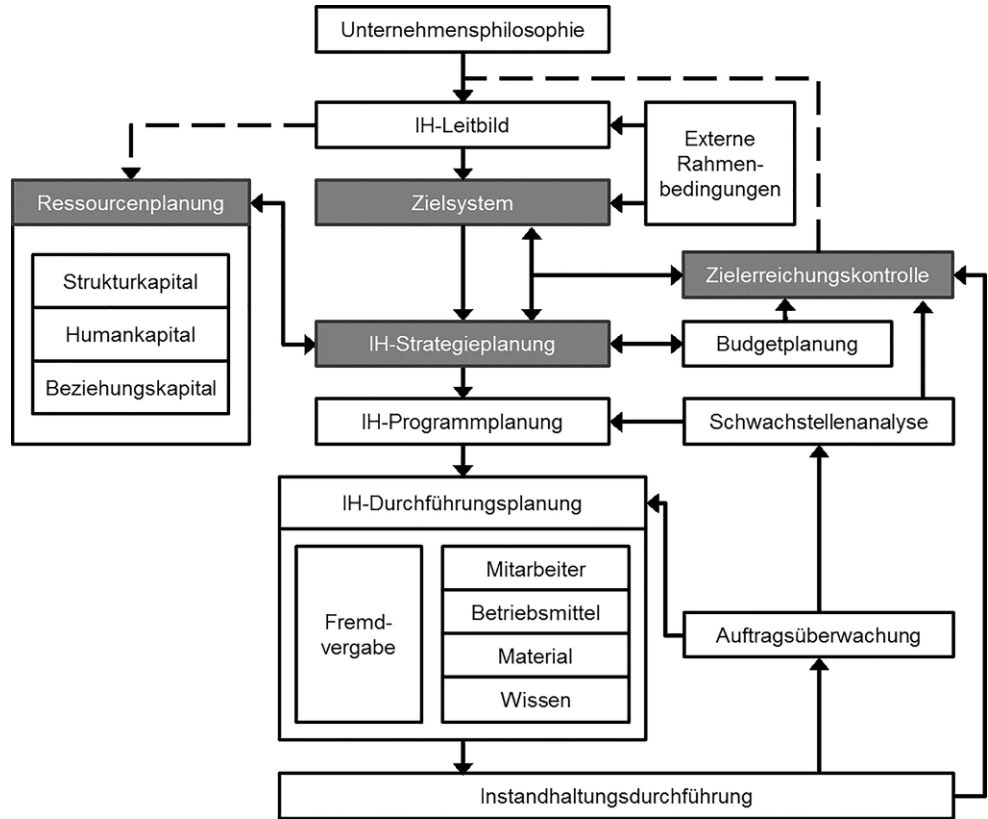 Unternehmensphilosophie
IH-Leitbild
Externe
Rahmen-
bedingungen
Ressourcenplanung
Zielsystem
Strukturkapital
Humankapital
Beziehungskapital
Zielerreichungskontrolle
IH-Strategieplanung
Budgetplanung
IH-Programmplanung
Schwachstellenanalyse
IH-Durchführungsplanung
Fremd-
vergabe
Mitarbeiter
Betriebsmittel
Material
Wissen
Auftragsüberwachung
Instandhaltungsdurchführung